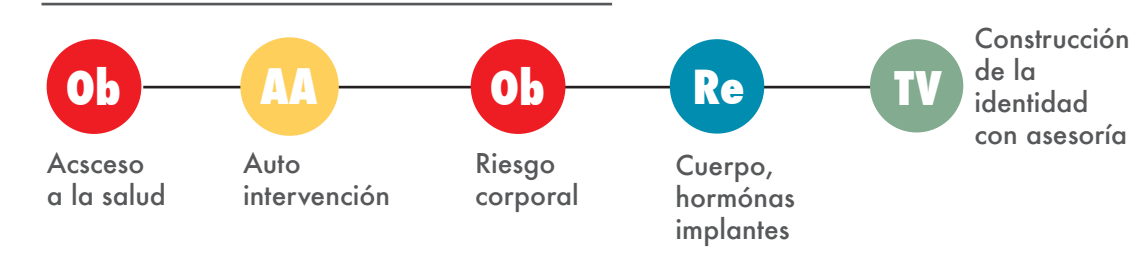 Ob
AA
Ob
Re
TV
Construcción
de la
identidad
con asesoría
Acsceso
a la salud
Auto
intervención
Riesgo
corporal
Cuerpo,
hormónas
implantes